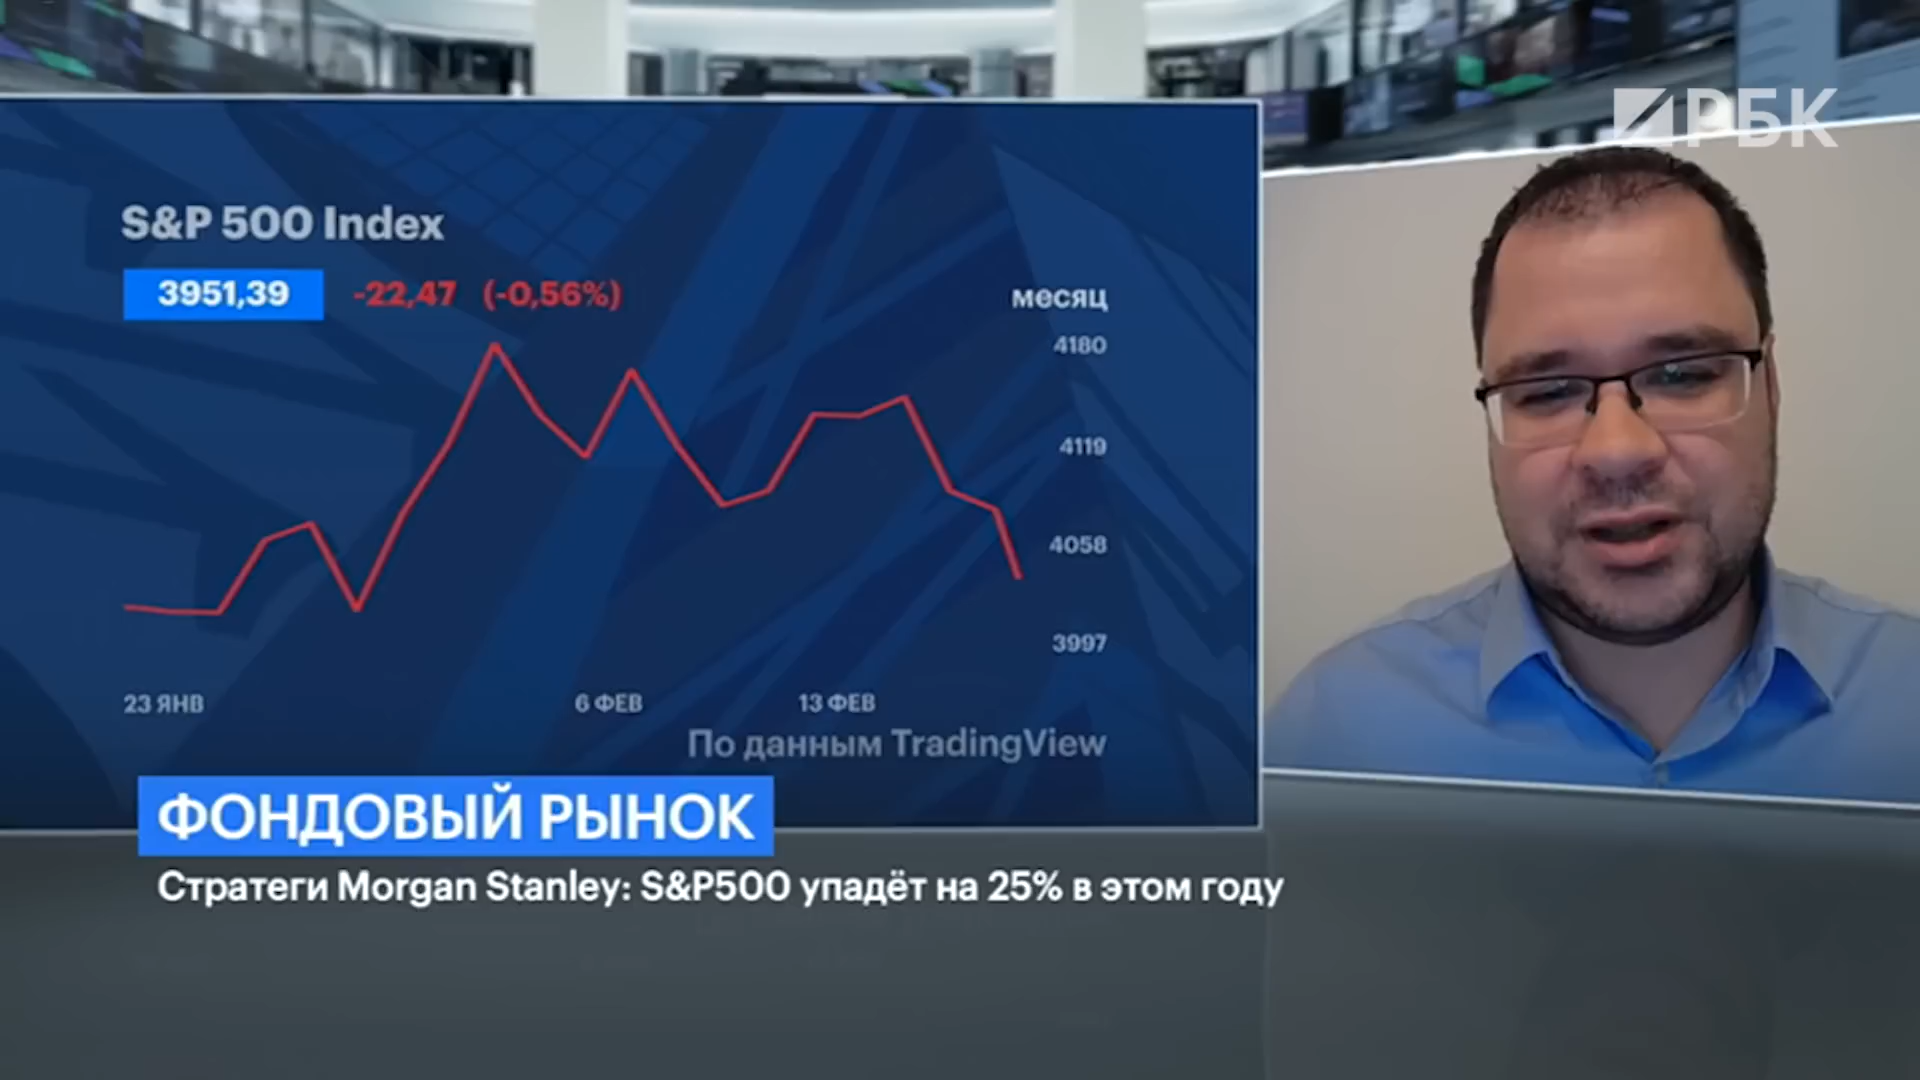 РБК
S&P 500 Index
3951,39 -22,47 (-0,56%)
месяц
4180
4119
4058
3997
23 ЯНВ 6 ФЕВ 13 ФЕВ
По данным TradingView
ФОНДОВЫЙ РЫНОК
Стратеги Morgan Stanley: S&P500 упадёт на 25% в этом году